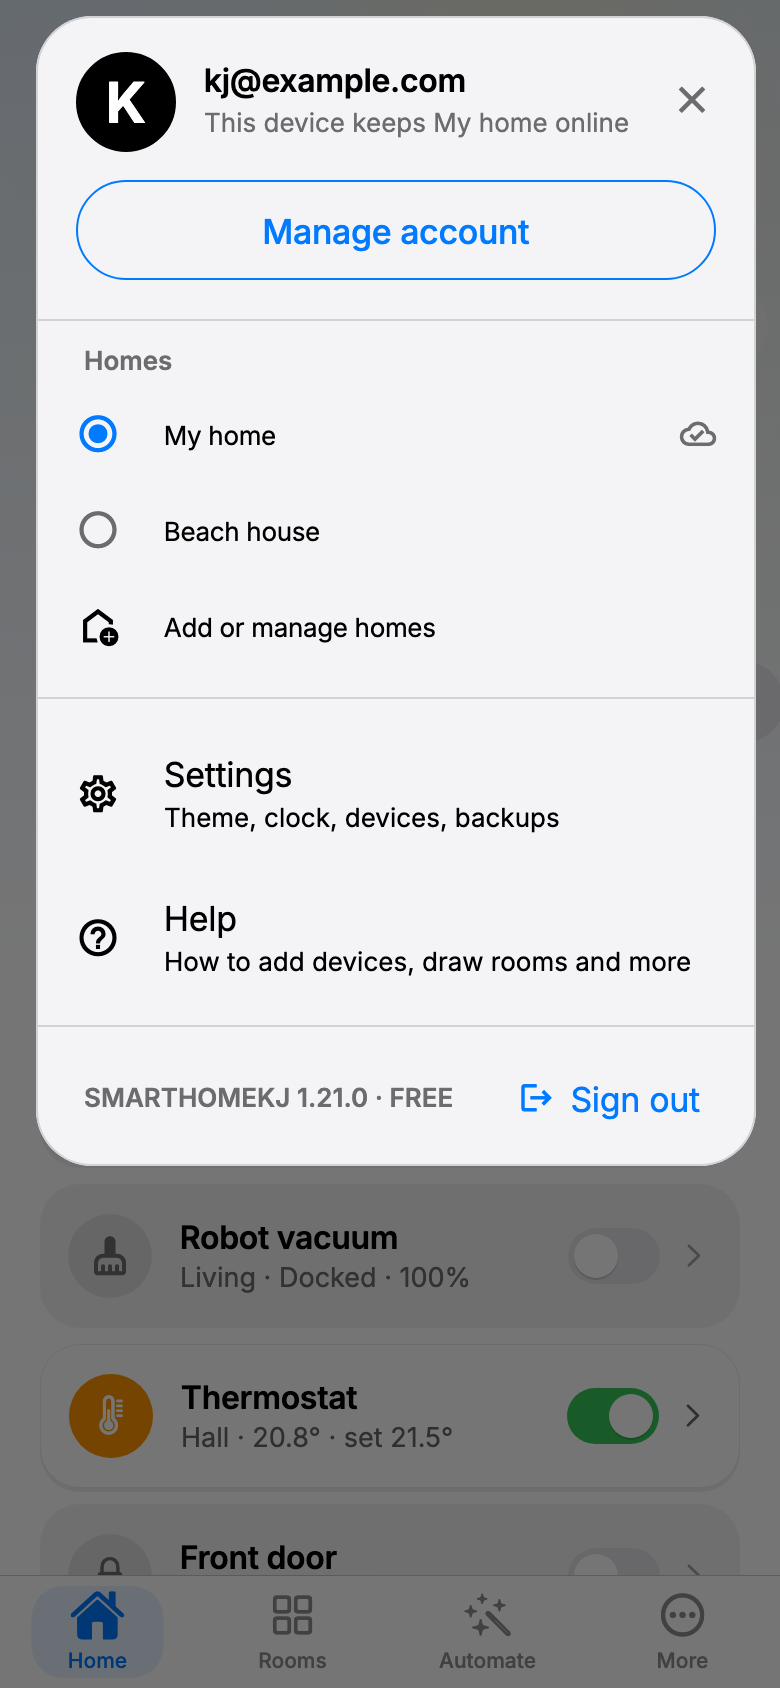 K
kj@example.com
This device keeps My home online
Manage account
Homes
My home
Beach house
Add or manage homes
Settings
Theme, clock, devices, backups
Help
How to add devices, draw rooms and more
SMARTHOMEKJ 1.21.0 · FREE
Sign out
Robot vacuum
Living · Docked · 100%
Thermostat
Hall · 20.8° · set 21.5°
Front door
Home
Rooms
Automate
More